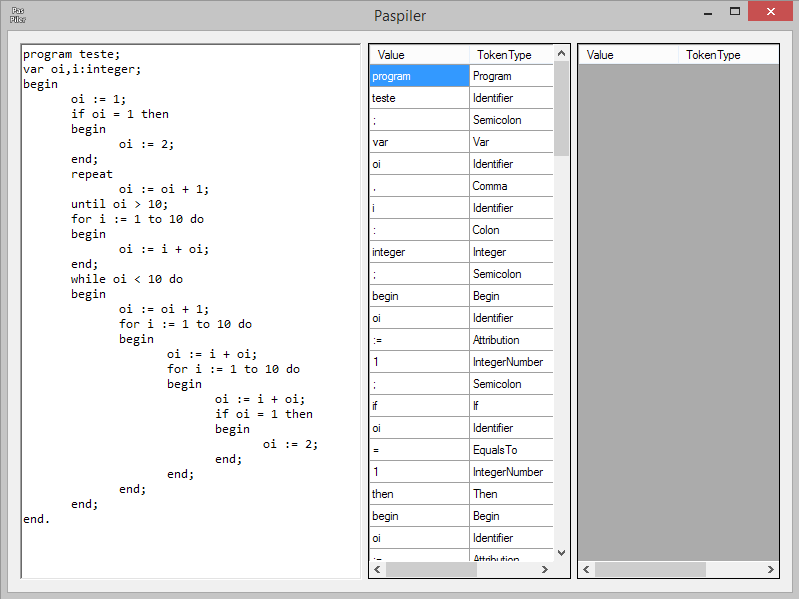 Pas
Piler
Paspiler
program teste;
var oi,i:integer;
begin
oi := 1;
if oi = 1 then
begin
oi := 2;
end;
repeat
oi := oi + 1;
until oi > 10;
for i := 1 to 10 do
begin
oi := i + oi;
end;
while oi < 10 do
begin
oi := oi + 1;
for i := 1 to 10 do
begin
oi := i + oi;
for i := 1 to 10 do
begin
oi := i + oi;
if oi = 1 then
begin
oi := 2;
end;
end;
end;
end;
end.
Value TokenType
program Program
teste Identifier
; Semicolon
var Var
oi Identifier
, Comma
i Identifier
: Colon
integer Integer
; Semicolon
begin Begin
oi Identifier
:= Attribution
1 IntegerNumber
; Semicolon
if If
oi Identifier
= EqualsTo
1 IntegerNumber
then Then
begin Begin
oi Identifier
:= Attribution
Value TokenType